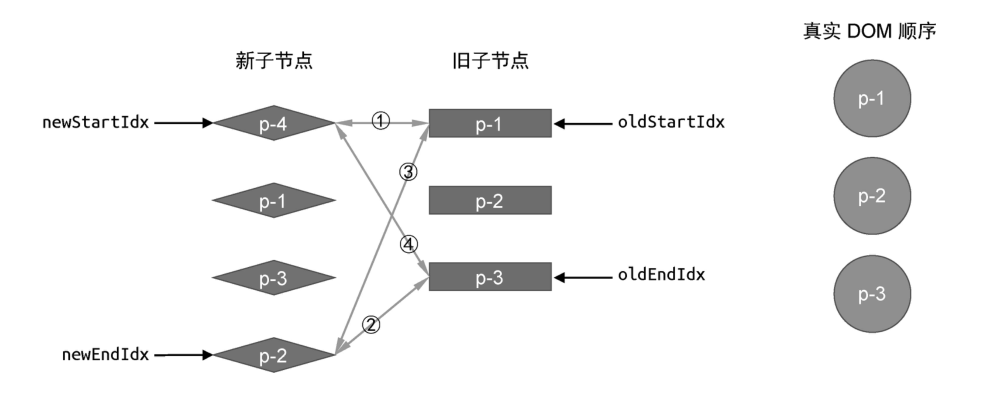 真实 DOM 顺序
新子节点
旧子节点
newStartIdx
p-4
①
p-1
oldStartIdx
p-1
③
p-1
p-2
p-2
④
p-3
p-3
oldEndIdx
p-3
②
newEndIdx
p-2